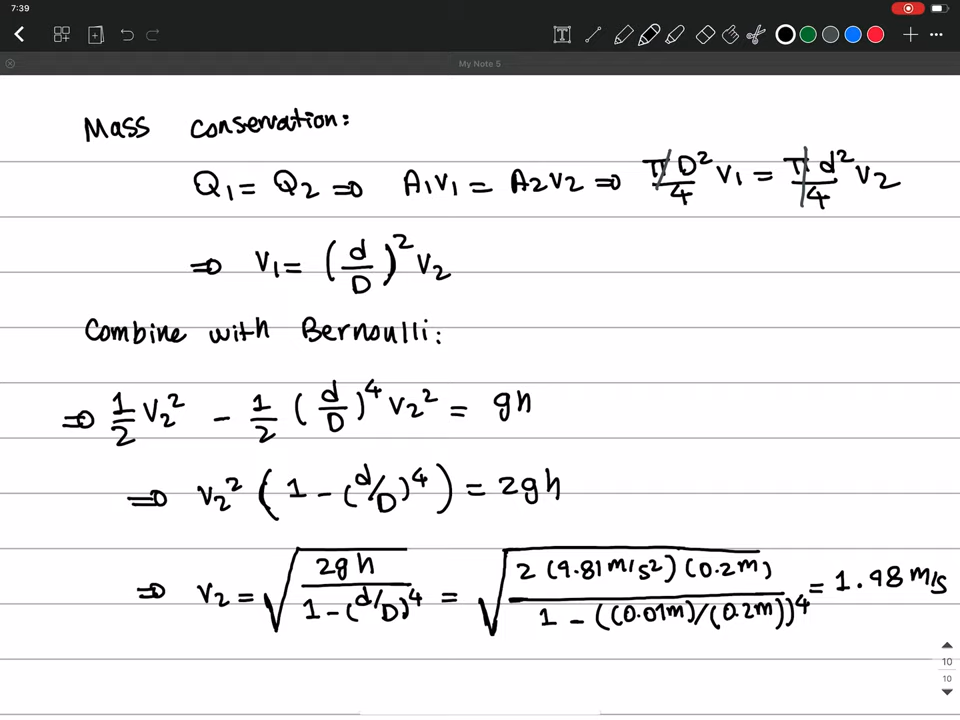 7:39
My Note 5
Mass conservation:
Q1 = Q2 ⇒ A1V1 = A2V2 ⇒ πD²/4 V1 = πd²/4 V2
⇒ V1 = (d/D)² V2
Combine with Bernoulli:
⇒ 1/2 V2² - 1/2 (d/D)⁴ V2² = gh
⇒ V2² (1 - (d/D)⁴) = 2gh
⇒ V2 = √(2gh / 1 - (d/D)⁴) = √(2 (9.81 m/s²) (0.2m) / 1 - ((0.01m)/(0.2m))⁴) = 1.98 m/s
10
10